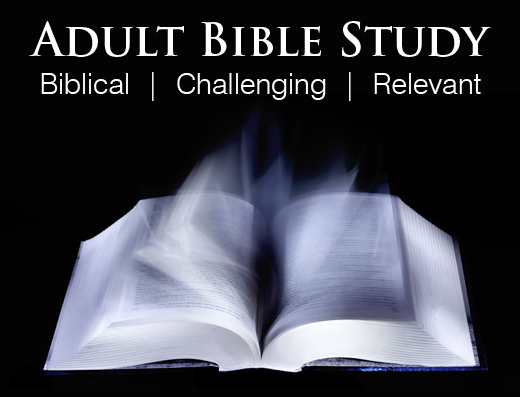 ADULT BIBLE STUDY
Biblical | Challenging | Relevant